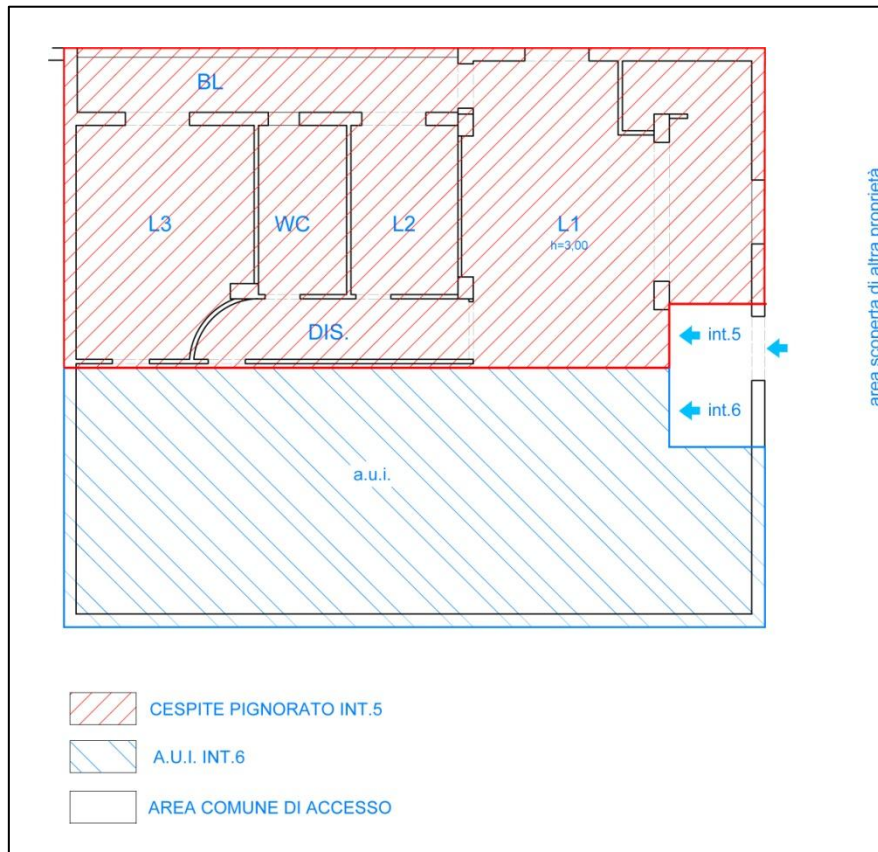 BL
L3
WC
L2
L1
h=3,00
DIS.
int.5
int.6
a.u.i.
area scoperta di altra proprietà
CESPITE PIGNORATO INT.5
A.U.I. INT.6
AREA COMUNE DI ACCESSO